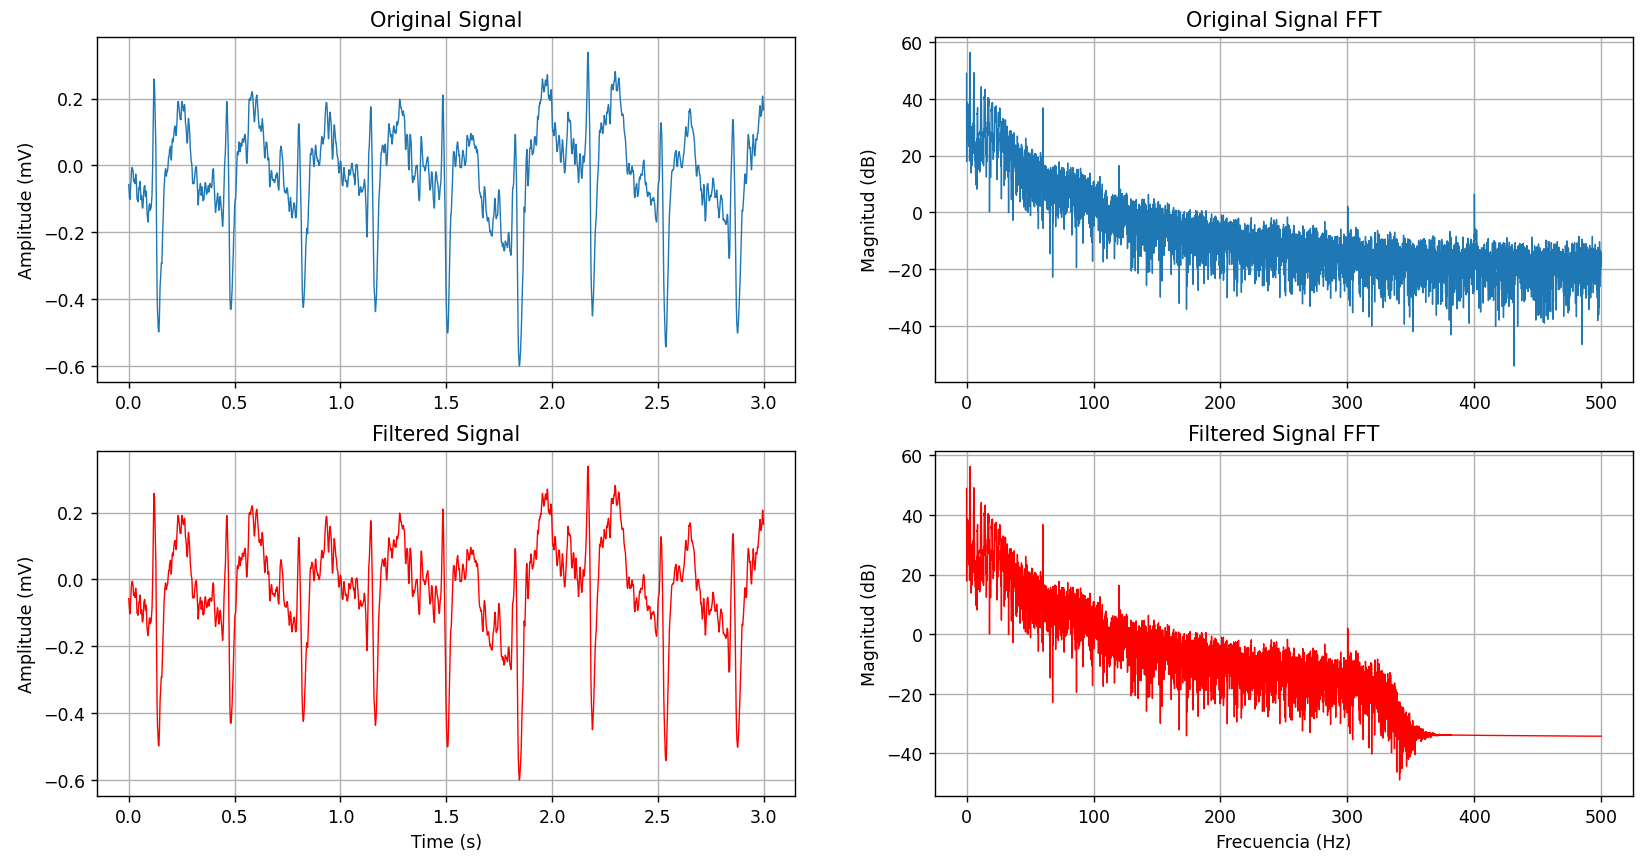 Original Signal
Amplitude (mV)
0.2
0.0
−0.2
−0.4
−0.6
0.0 0.5 1.0 1.5 2.0 2.5 3.0
Original Signal FFT
Magnitud (dB)
60
40
20
0
−20
−40
0 100 200 300 400 500
Filtered Signal
Amplitude (mV)
0.2
0.0
−0.2
−0.4
−0.6
0.0 0.5 1.0 1.5 2.0 2.5 3.0
Time (s)
Filtered Signal FFT
Magnitud (dB)
60
40
20
0
−20
−40
0 100 200 300 400 500
Frecuencia (Hz)